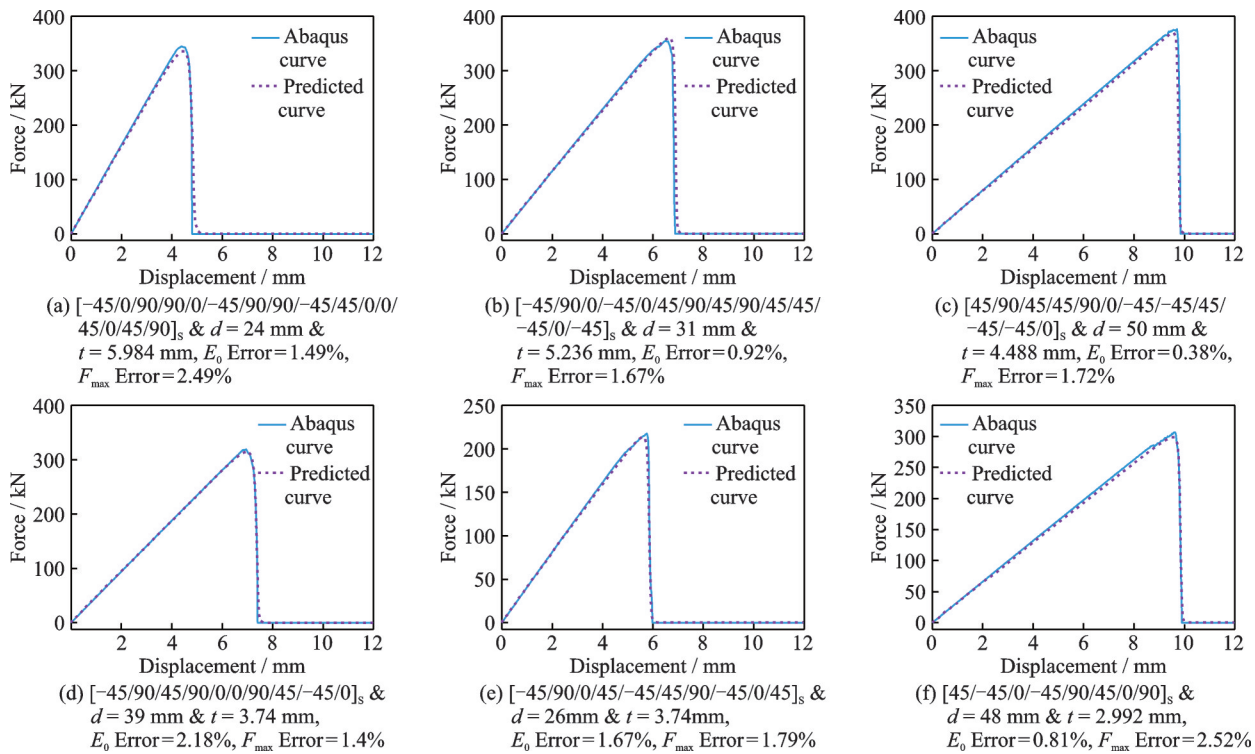 400
300
200
100
0
Force / kN
Abaqus
curve
Predicted
curve
0 2 4 6 8 10 12
Displacement / mm
(a) [−45/0/90/90/0/−45/90/90/−45/45/0/0/
45/0/45/90]s & d = 24 mm &
t = 5.984 mm, E0 Error=1.49%,
Fmax Error=2.49%
400
300
200
100
0
Force / kN
Abaqus
curve
Predicted
curve
0 2 4 6 8 10 12
Displacement / mm
(b) [−45/90/0/−45/0/45/90/45/90/45/45/
−45/0/−45]s & d = 31 mm &
t = 5.236 mm, E0 Error=0.92%,
Fmax Error=1.67%
400
300
200
100
0
Force / kN
Abaqus
curve
Predicted
curve
0 2 4 6 8 10 12
Displacement / mm
(c) [45/90/45/45/90/0/−45/−45/45/
−45/−45/0]s & d = 50 mm &
t = 4.488 mm, E0 Error=0.38%,
Fmax Error=1.72%
400
300
200
100
0
Force / kN
Abaqus
curve
Predicted
curve
0 2 4 6 8 10 12
Displacement / mm
(d) [−45/90/45/90/0/0/90/45/−45/0]s &
d = 39 mm & t = 3.74 mm,
E0 Error=2.18%, Fmax Error=1.4%
250
200
150
100
50
0
Force / kN
Abaqus
curve
Predicted
curve
0 2 4 6 8 10 12
Displacement / mm
(e) [−45/90/0/45/−45/45/90/−45/0/45]s &
d = 26mm & t = 3.74mm,
E0 Error=1.67%, Fmax Error=1.79%
350
300
250
200
150
100
50
0
Force / kN
Abaqus
curve
Predicted
curve
0 2 4 6 8 10 12
Displacement / mm
(f) [45/−45/0/−45/90/45/0/90]s &
d = 48 mm & t = 2.992 mm,
E0 Error=0.81%, Fmax Error=2.52%